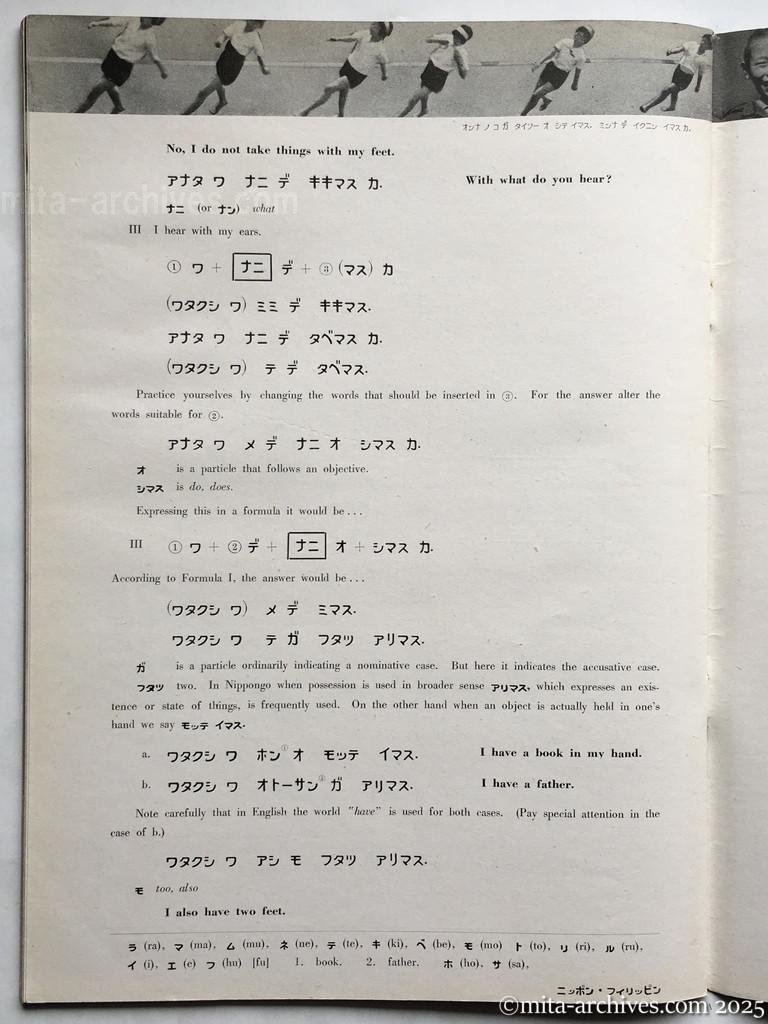 オンナ ノ コ ガ タイソー オ シテ イマス. ミンナ デ イクニン イマス カ.
No, I do not take things with my feet.
アナタ ワ ナニ デ キキマス カ. With what do you hear?
mita-archives.com
ナニ (or ナン) what
III I hear with my ears.
① ワ + ナニ デ + ③ (マス) カ
(ワタクシ ワ) ミミ デ キキマス.
アナタ ワ ナニ デ タベマス カ.
(ワタクシ ワ) テ デ タベマス.
Practice yourselves by changing the words that should be inserted in ③. For the answer alter the
words suitable for ②.
アナタ ワ メ デ ナニ オ シマス カ.
オ is a particle that follows an objective.
シマス is do, does.
Expressing this in a formula it would be . . .
III ① ワ + ② デ + ナニ オ + シマス カ.
According to Formula I, the answer would be . . .
(ワタクシ ワ) メ デ ミマス.
ワタクシ ワ テ ガ フタツ アリマス.
ガ is a particle ordinarily indicating a nominative case. But here it indicates the accusative case.
フタツ two. In Nippongo when possession is used in broader sense アリマス, which expresses an exis-
tence or state of things, is frequently used. On the other hand when an object is actually held in one's
hand we say モッテ イマス.
a. ワタクシ ワ ホン① オ モッテ イマス. I have a book in my hand.
b. ワタクシ ワ オトーサン② ガ アリマス. I have a father.
Note carefully that in English the world "have" is used for both cases. (Pay special attention in the
case of b.)
ワタクシ ワ アシ モ フタツ アリマス.
モ too, also
I also have two feet.
ラ (ra), マ (ma), ム (mu), ネ (ne), テ (te), キ (ki), ベ (be), モ (mo) ト (to), リ (ri), ル (ru),
イ (i), エ (e) フ (hu) [fu] 1. book. 2. father. ホ (ho), サ (sa),
ニッポン・フィリッピン
©mita-archives.com 2025